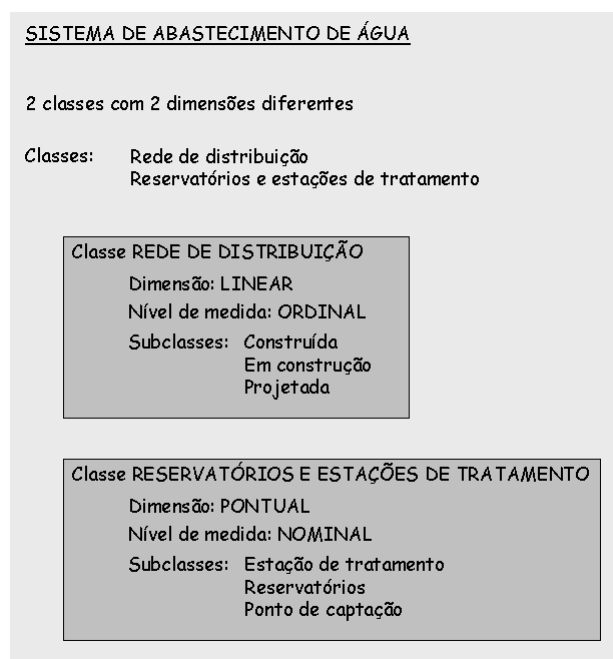 SISTEMA DE ABASTECIMENTO DE ÁGUA
2 classes com 2 dimensões diferentes
Classes: Rede de distribuição
Reservatórios e estações de tratamento
Classe REDE DE DISTRIBUIÇÃO
Dimensão: LINEAR
Nível de medida: ORDINAL
Subclasses: Construída
Em construção
Projetada
Classe RESERVATÓRIOS E ESTAÇÕES DE TRATAMENTO
Dimensão: PONTUAL
Nível de medida: NOMINAL
Subclasses: Estação de tratamento
Reservatórios
Ponto de captação